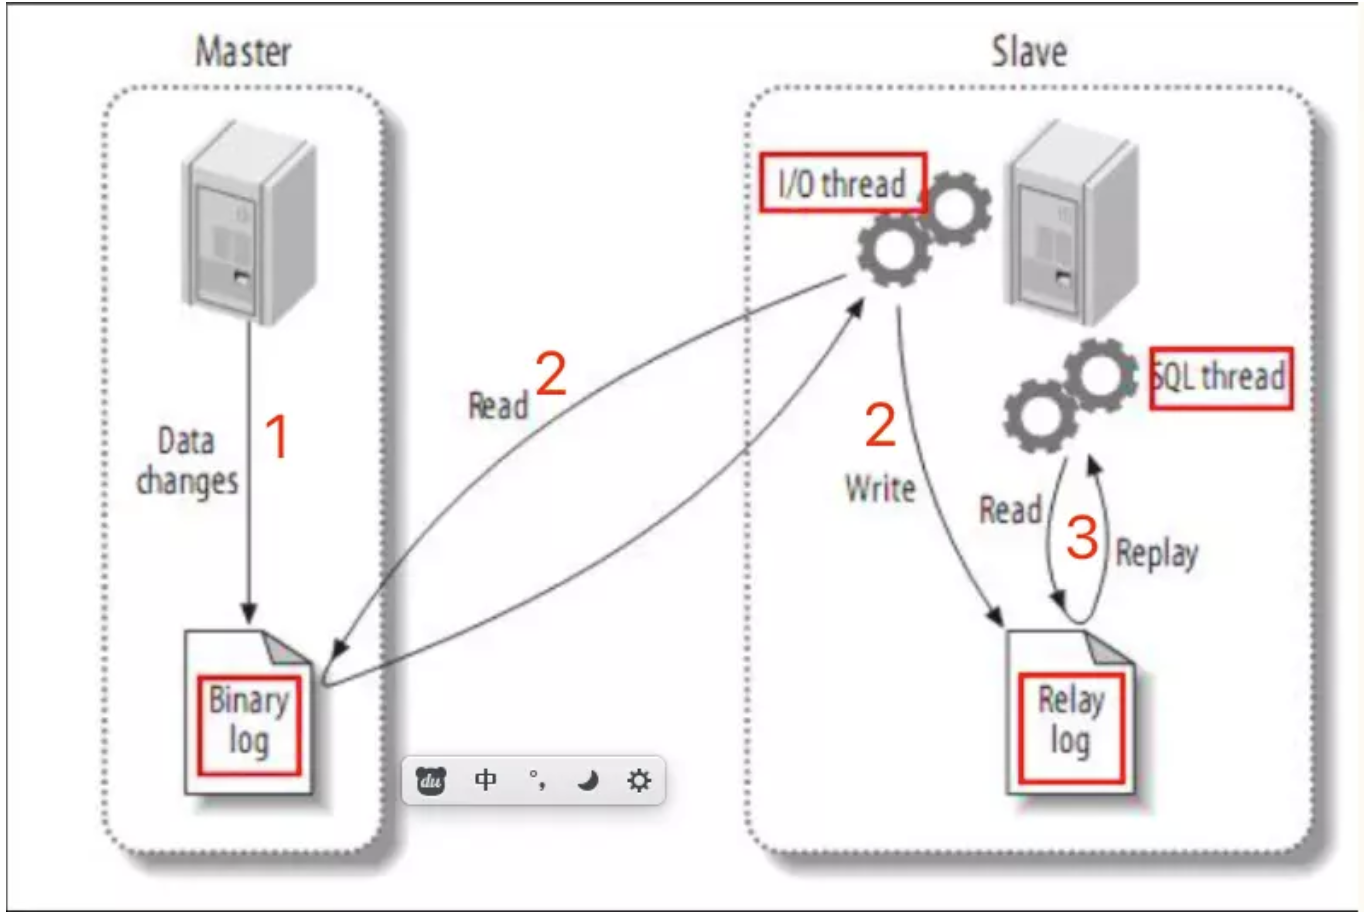 Master
Slave
I/O thread
SQL thread
2
Read
1
Data
changes
2
Write
Read
3
Replay
Binary
log
Relay
log
du 中 °,